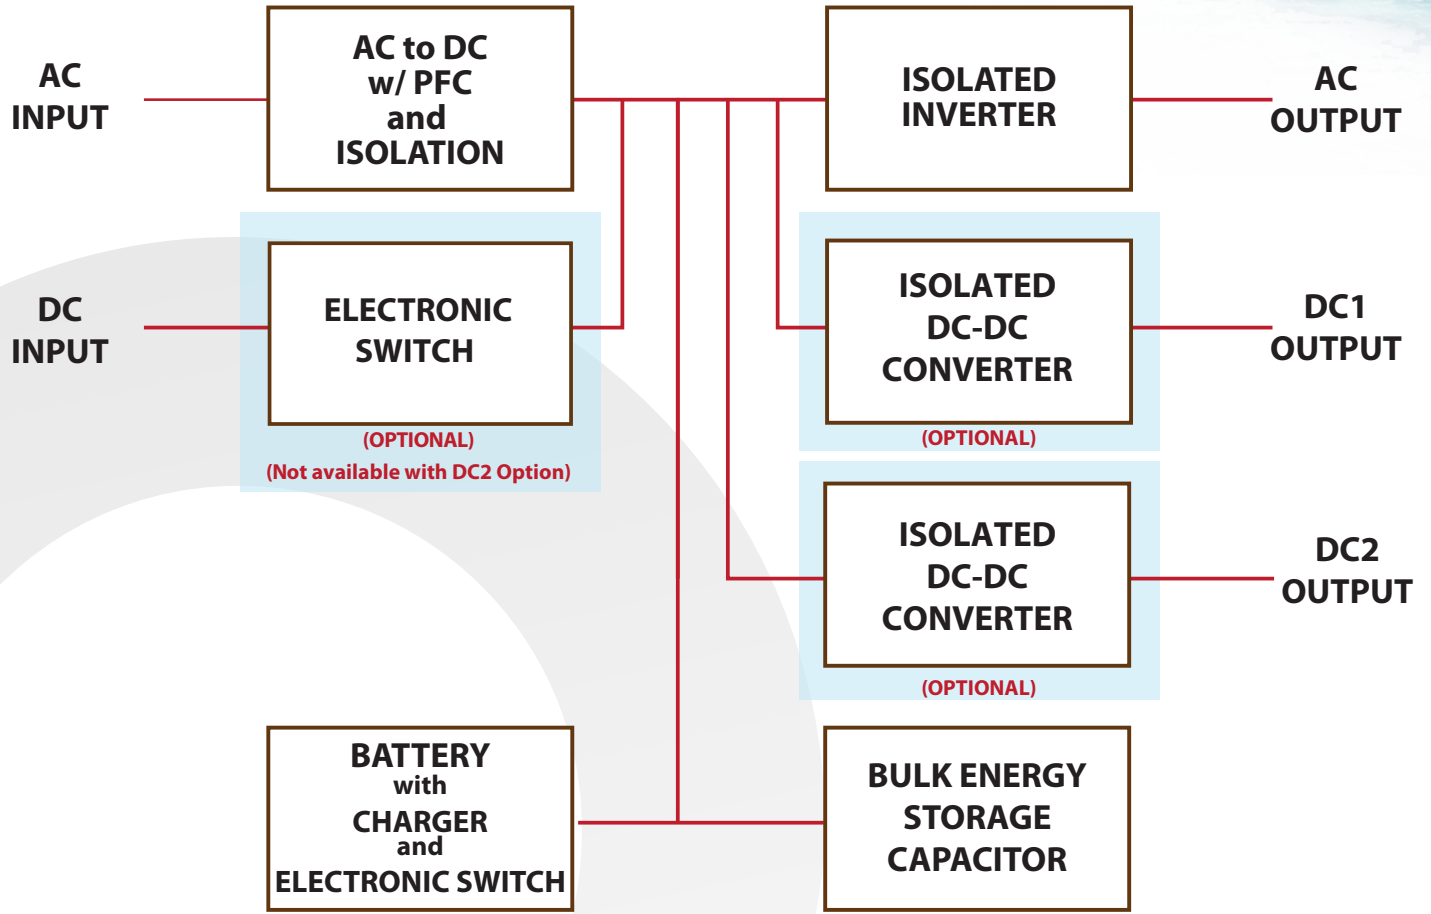 AC
INPUT
AC to DC
w/ PFC
and
ISOLATION
ISOLATED
INVERTER
AC
OUTPUT
DC
INPUT
ELECTRONIC
SWITCH
(OPTIONAL)
(Not available with DC2 Option)
ISOLATED
DC-DC
CONVERTER
(OPTIONAL)
DC1
OUTPUT
ISOLATED
DC-DC
CONVERTER
(OPTIONAL)
DC2
OUTPUT
BATTERY
with
CHARGER
and
ELECTRONIC SWITCH
BULK ENERGY
STORAGE
CAPACITOR